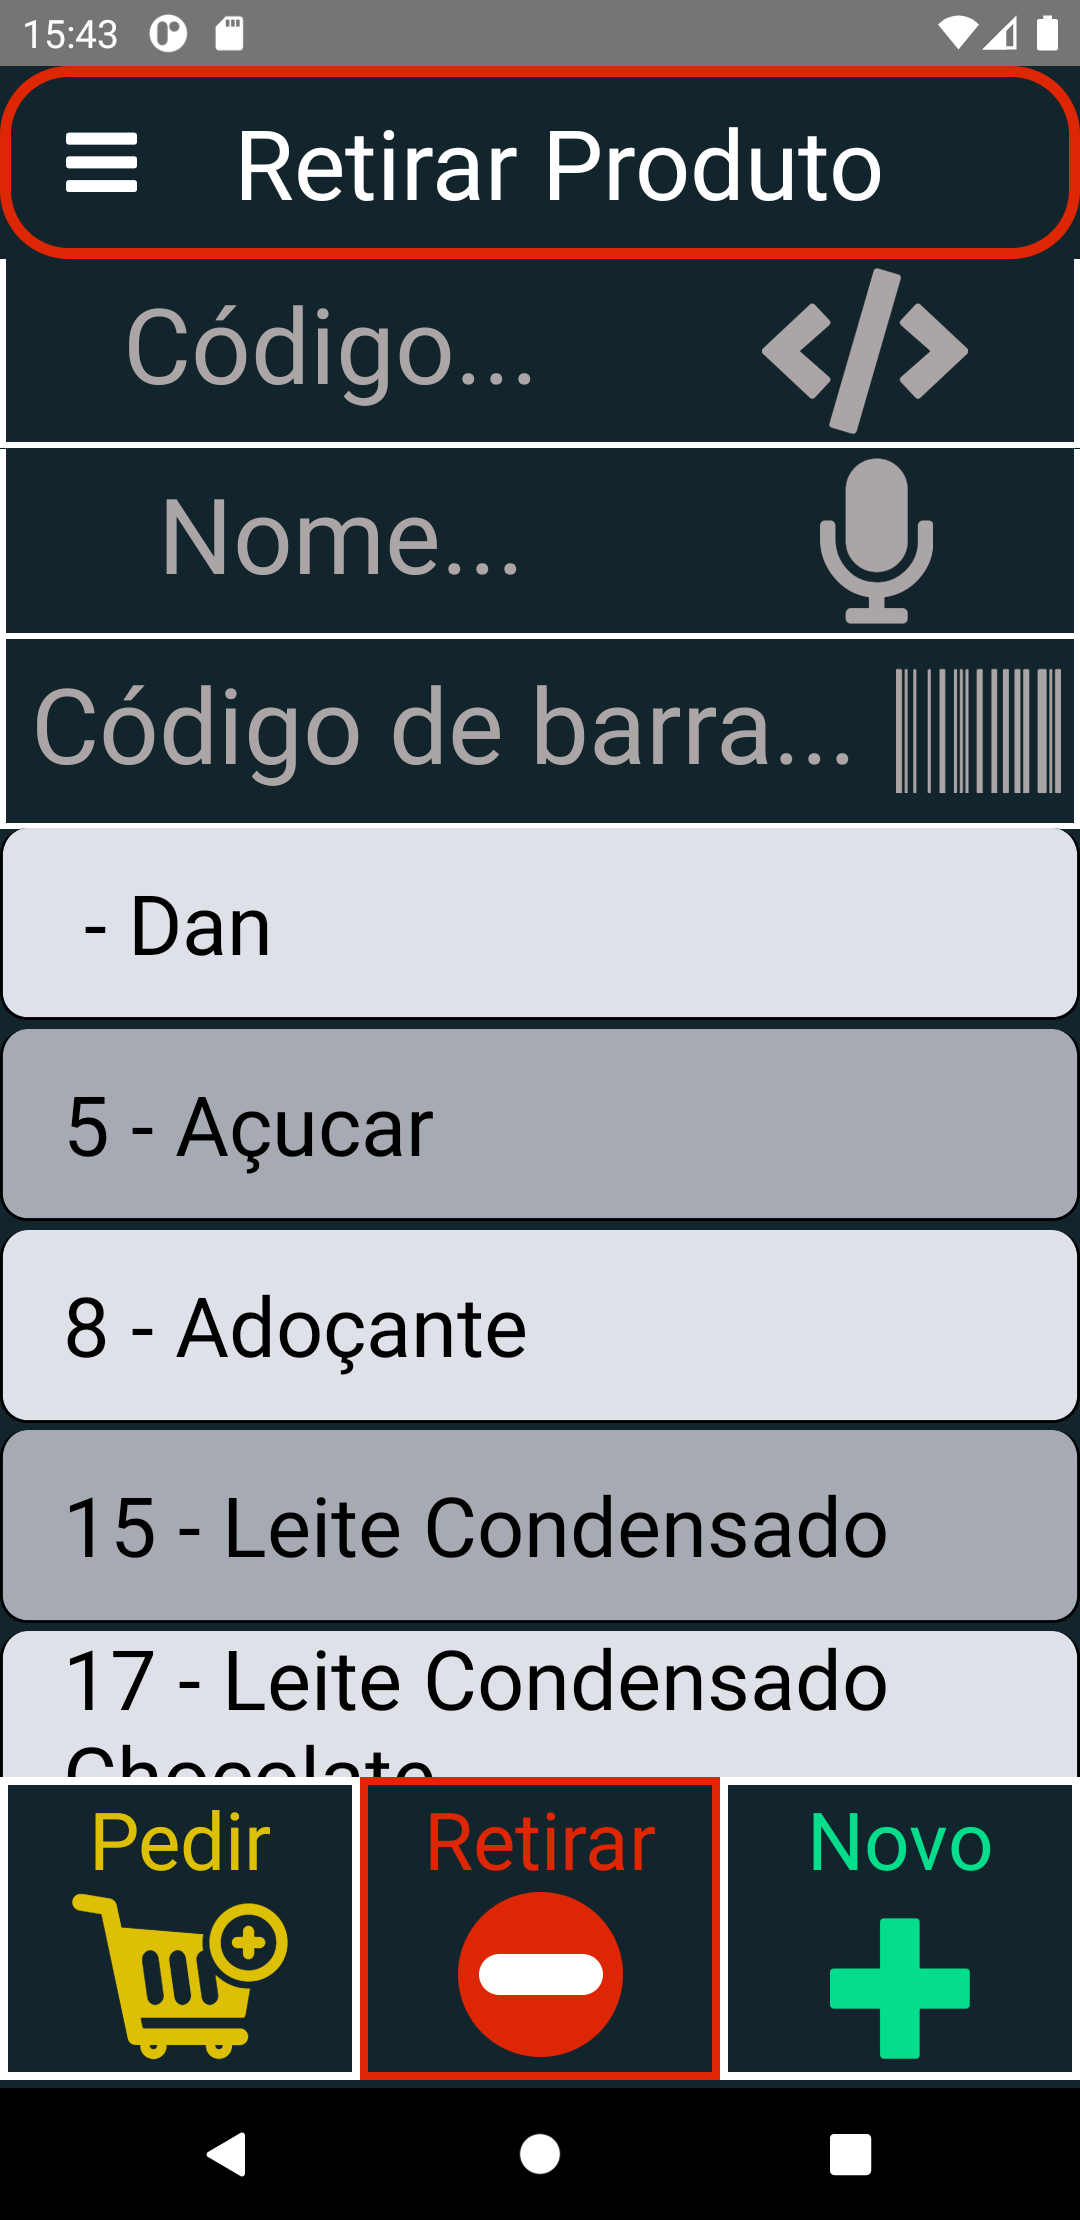 15:43
Retirar Produto
Código...
Nome...
Código de barra...
- Dan
5 - Açucar
8 - Adoçante
15 - Leite Condensado
17 - Leite Condensado
Chocolate
Pedir
Retirar
Novo